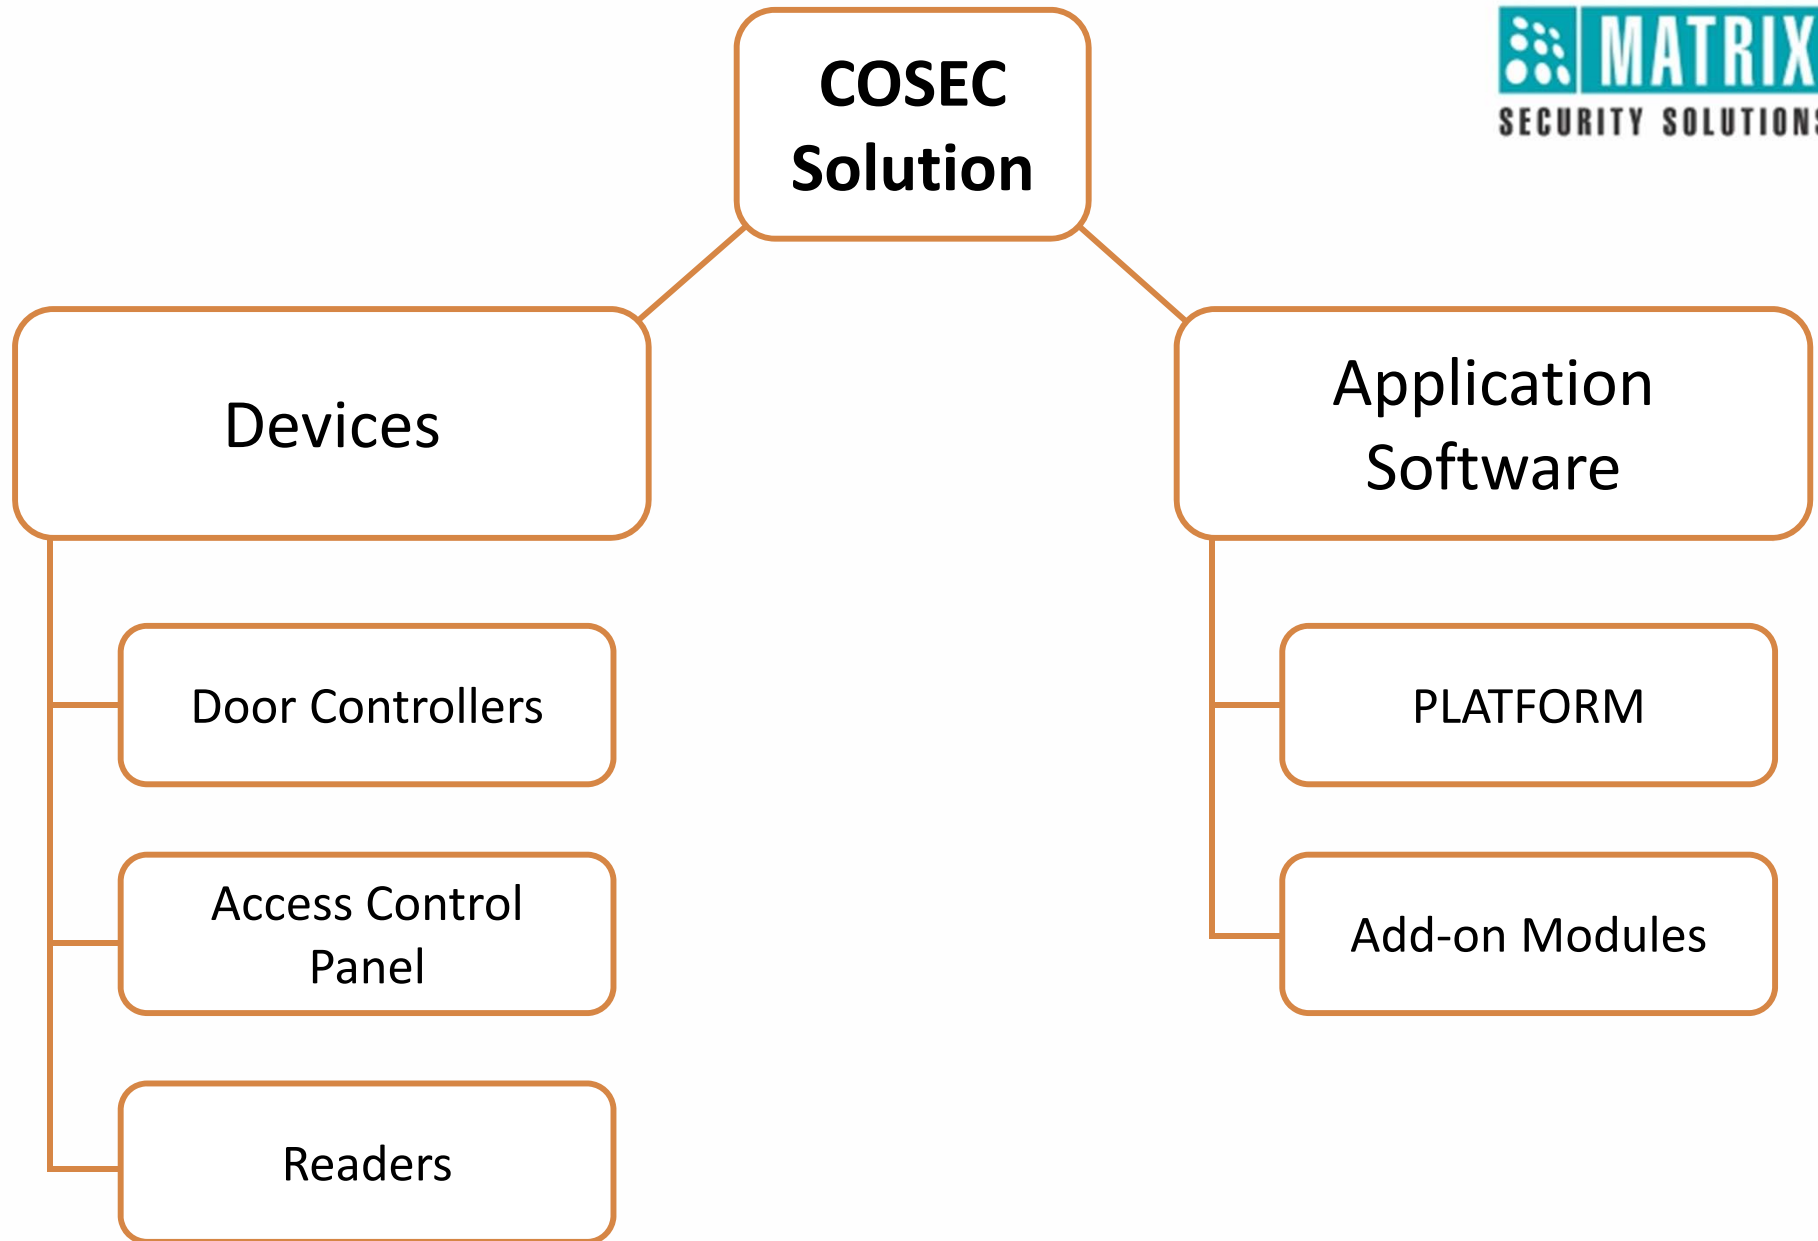 COSEC
Solution
MATRIX
SECURITY SOLUTIONS
Devices
Application
Software
Door Controllers
PLATFORM
Access Control
Panel
Add-on Modules
Readers